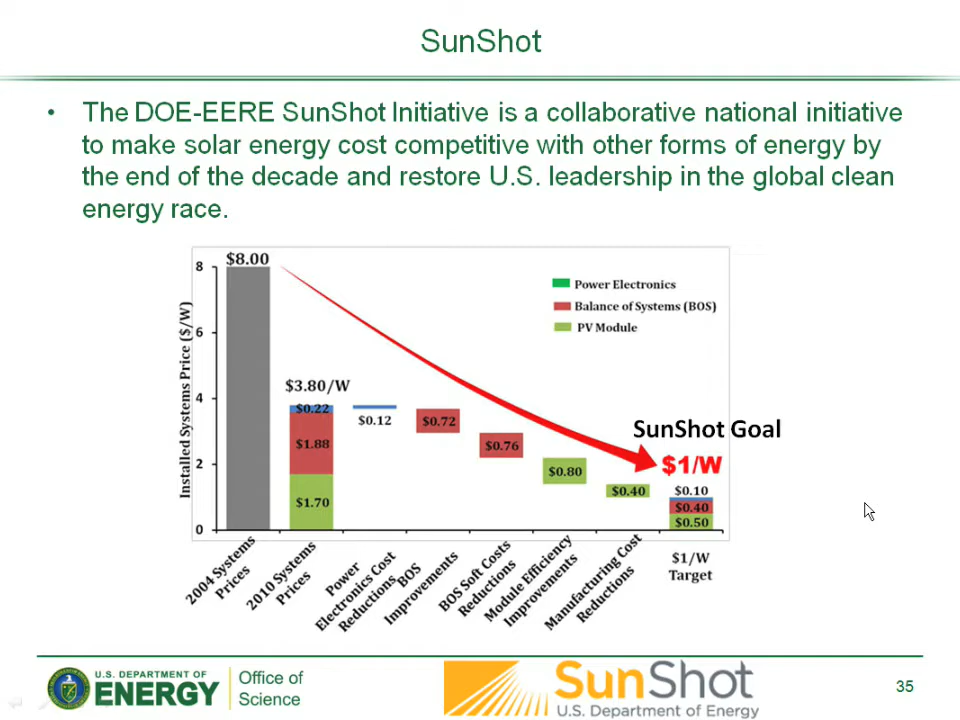 SunShot
• The DOE-EERE SunShot Initiative is a collaborative national initiative
to make solar energy cost competitive with other forms of energy by
the end of the decade and restore U.S. leadership in the global clean
energy race.
$8.00
8
6
4
2
0
Installed Systems Price ($/W)
Power Electronics
Balance of Systems (BOS)
PV Module
$3.80/W
$0.22
$1.88
$1.70
$0.12
$0.72
$0.76
$0.80
$0.40
SunShot Goal
$1/W
$0.10
$0.40
$0.50
2004 Systems
Prices
2010 Systems
Prices
Power
Electronics Cost
Reductions
BOS
Improvements
BOS Soft Costs
Reductions
Module Efficiency
Improvements
Manufacturing Cost
Reductions
$1/W
Target
U.S. DEPARTMENT OF
ENERGY
Office of
Science
SunShot
U.S. Department of Energy
35